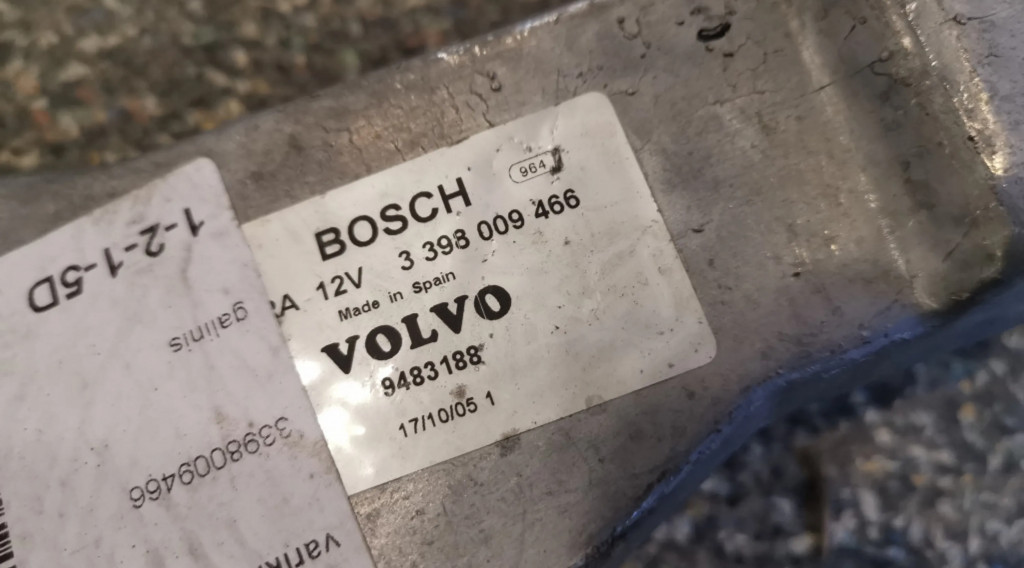 BOSCH
964
12V 3 398 009 466
Made in Spain
VOLVO
9483188
17/10/05 1
1-2-1-5D
galinis
3398009466